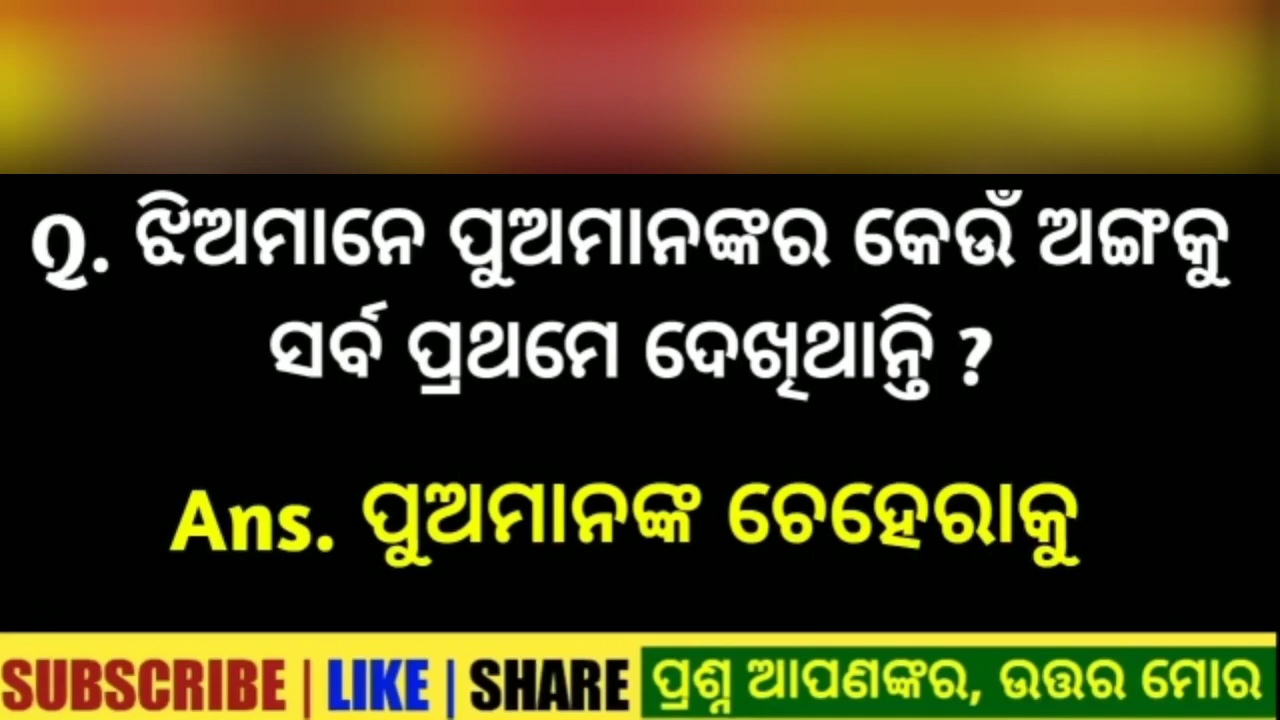 Q. ଝିଅମାନେ ପୁଅମାନଙ୍କର କେଉଁ ଅଙ୍ଗକୁ
ସର୍ବ ପ୍ରଥମେ ଦେଖିଥାନ୍ତି ?
Ans. ପୁଅମାନଙ୍କ ଚେହେରାକୁ
SUBSCRIBE | LIKE | SHARE ପ୍ରଶ୍ନ ଆପଣଙ୍କର, ଉତ୍ତର ମୋର